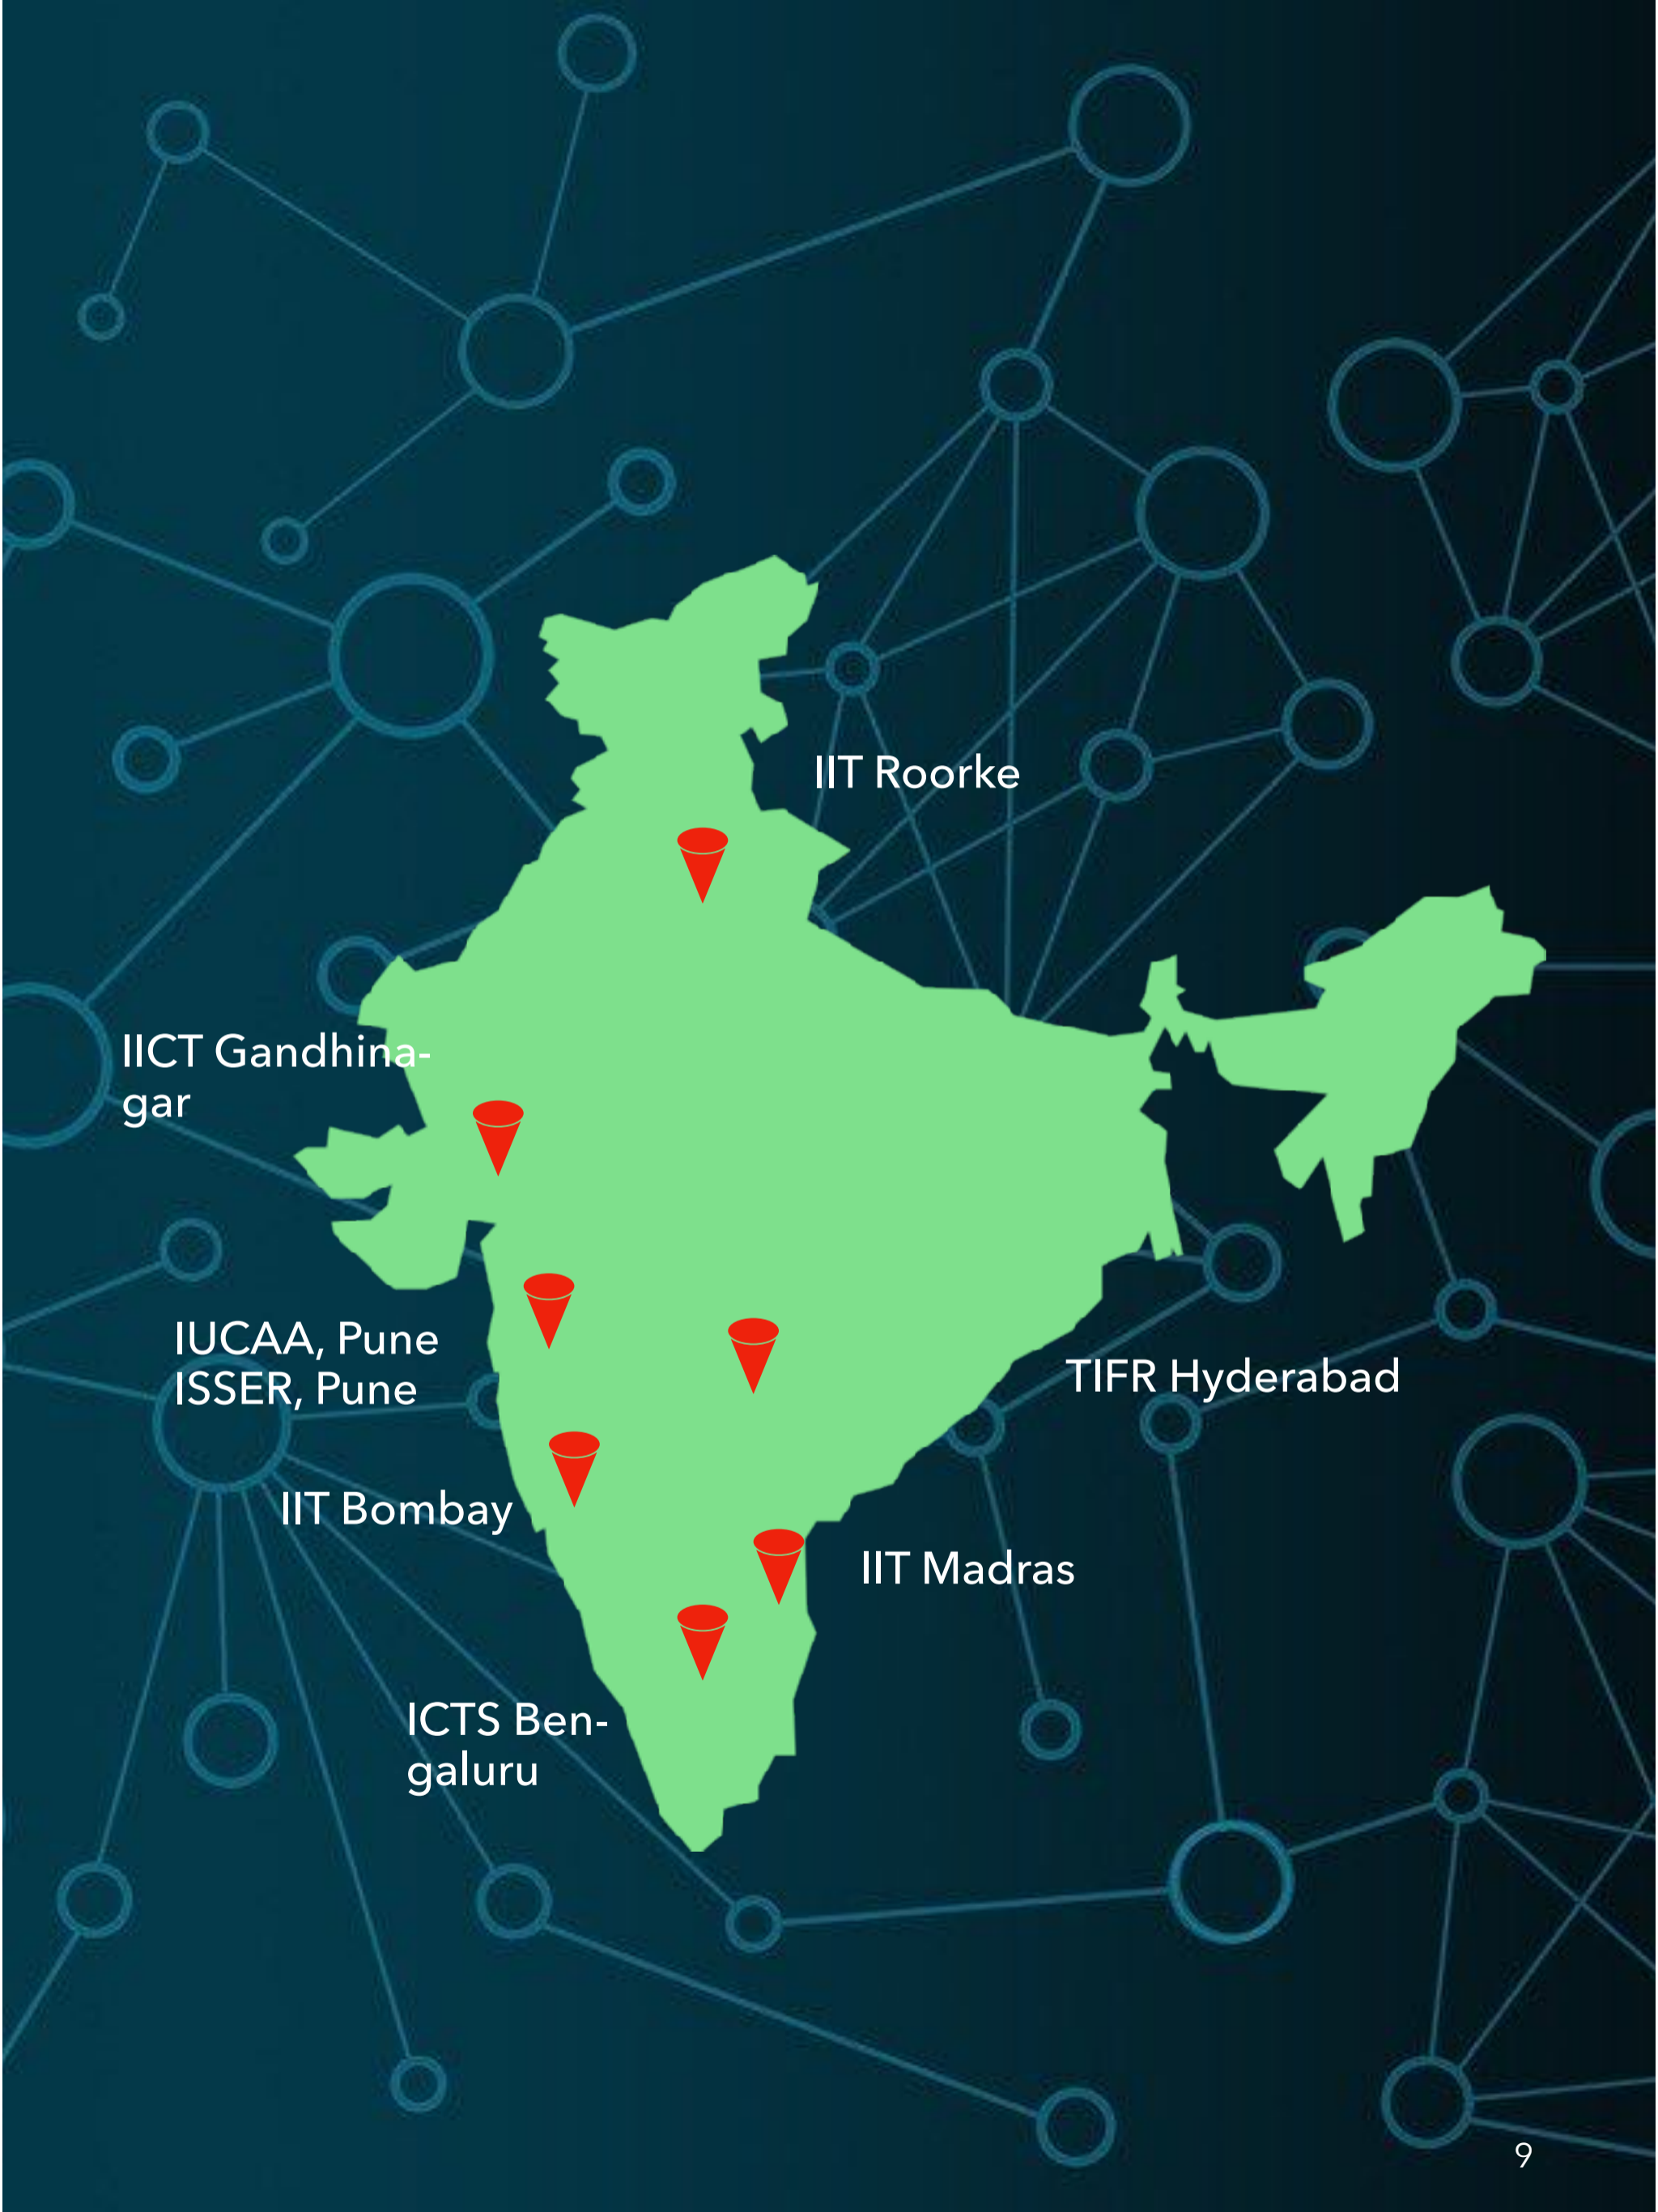 IIT Roorke
IICT Gandhina-
gar
IUCAA, Pune
ISSER, Pune
TIFR Hyderabad
IIT Bombay
IIT Madras
ICTS Ben-
galuru
9